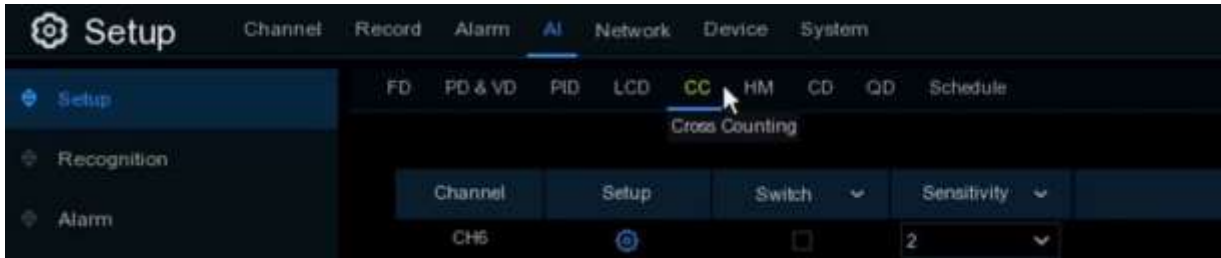 Setup Channel Record Alarm AI Network Device System
Setup FD PD & VD PID LCD CC HM CD QD Schedule
Cross Counting
Recognition
Channel Setup Switch Sensitivity
Alarm
CH6 2